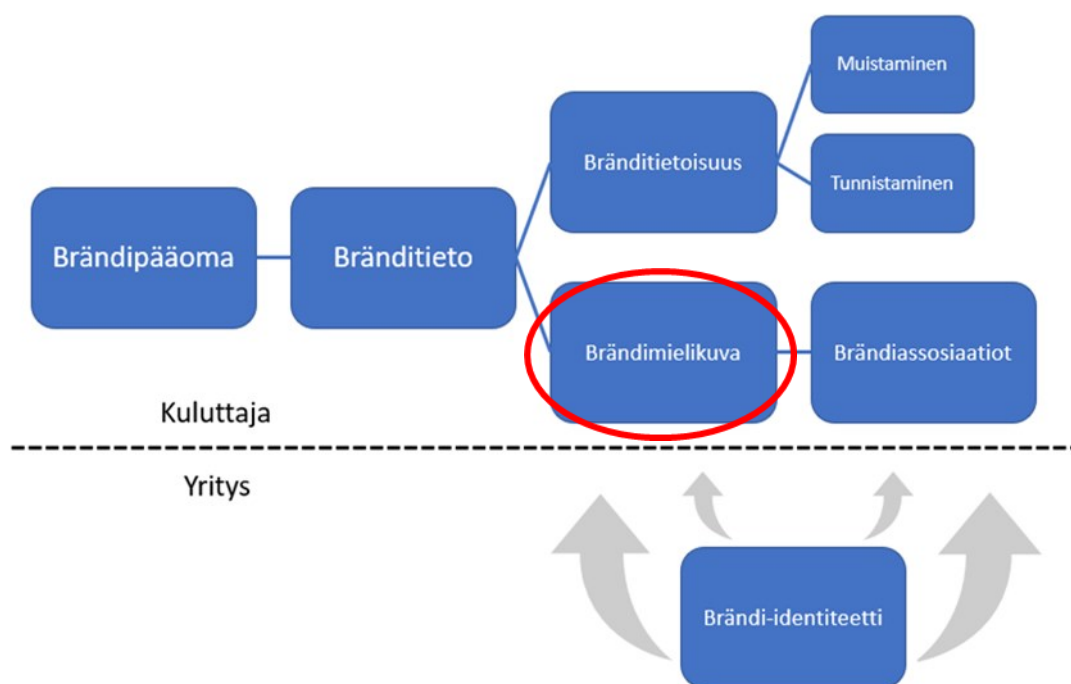 Muistaminen
Bränditietoisuus
Tunnistaminen
Brändipääoma
Bränditieto
Brändimielikuva
Brändiassosiaatiot
Kuluttaja
Yritys
Brändi-identiteetti